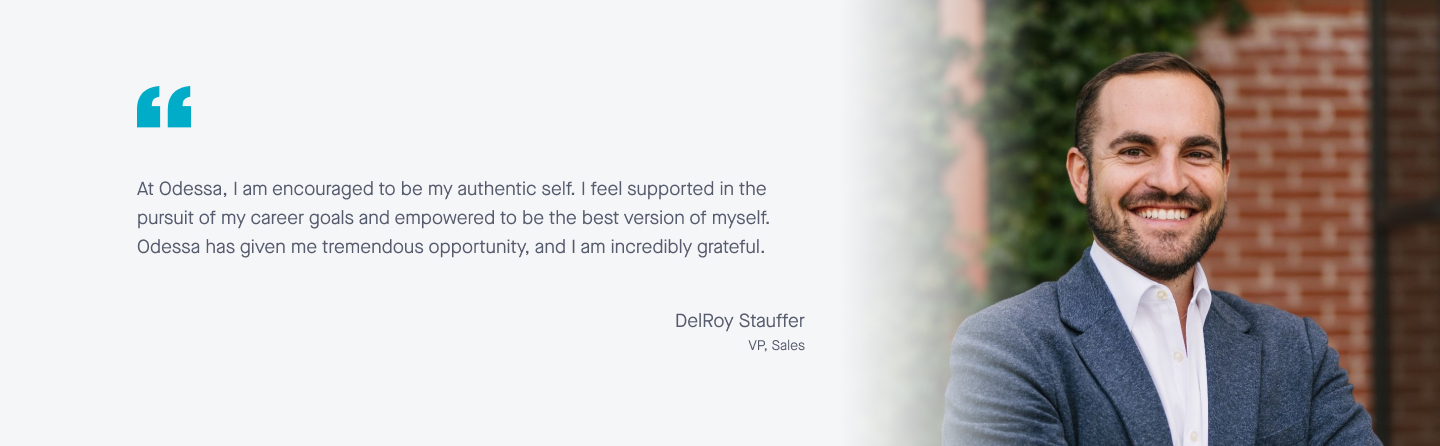 “
At Odessa, I am encouraged to be my authentic self. I feel supported in the
pursuit of my career goals and empowered to be the best version of myself.
Odessa has given me tremendous opportunity, and I am incredibly grateful.
DelRoy Stauffer
VP, Sales